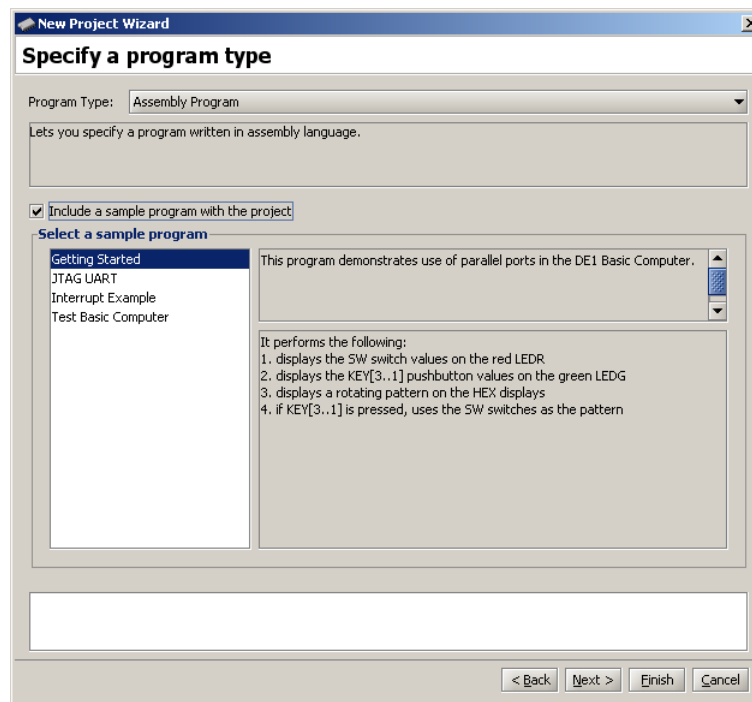 New Project Wizard
Specify a program type
Program Type: Assembly Program
Lets you specify a program written in assembly language.
Include a sample program with the project
Select a sample program
Getting Started
JTAG UART
Interrupt Example
Test Basic Computer
This program demonstrates use of parallel ports in the DE1 Basic Computer.
It performs the following:
1. displays the SW switch values on the red LEDR
2. displays the KEY[3..1] pushbutton values on the green LEDG
3. displays a rotating pattern on the HEX displays
4. if KEY[3..1] is pressed, uses the SW switches as the pattern
< Back Next > Finish Cancel